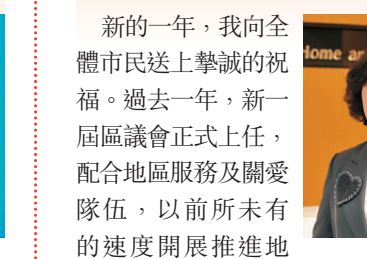 新的一年，我向全
體市民送上摯誠的祝
福。過去一年，新一
屆區議會正式上任，
配合地區服務及關愛
隊伍，以前所未有
的速度開展推進地
Home